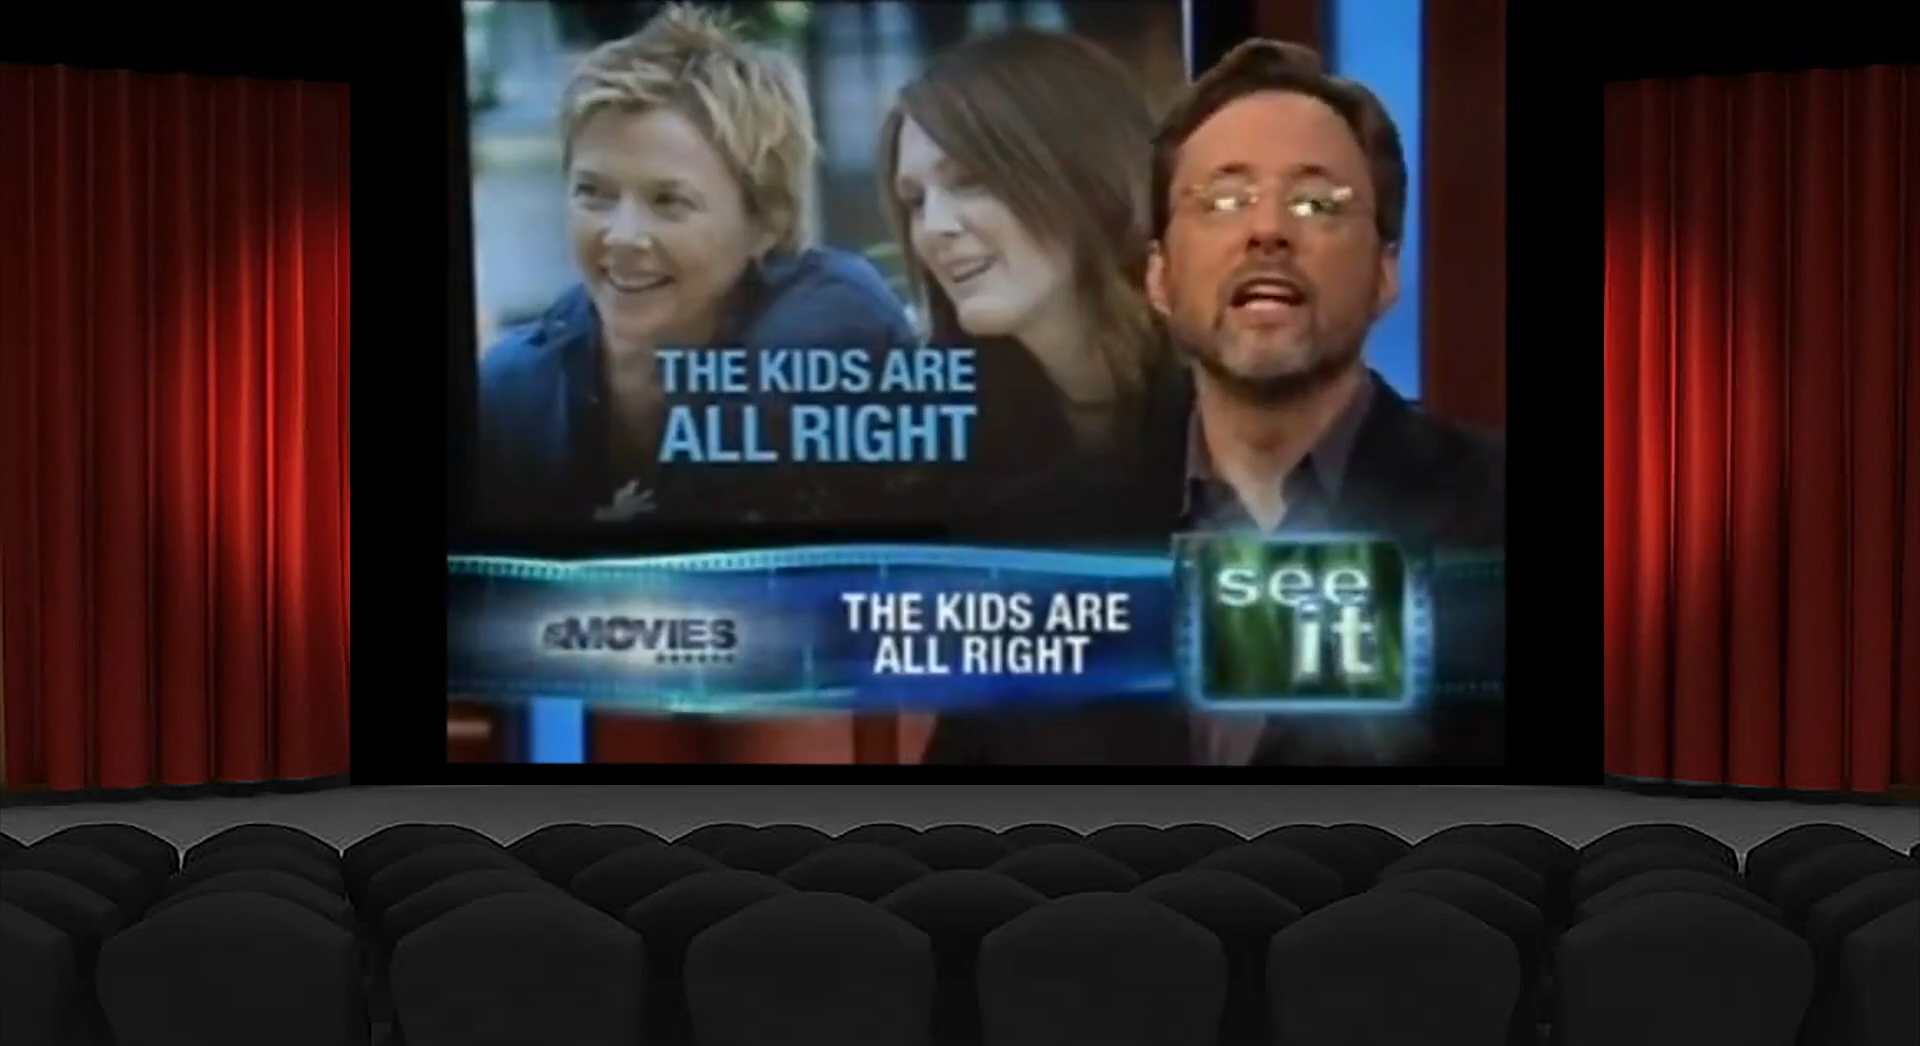 THE KIDS ARE
ALL RIGHT
MOVIES
THE KIDS ARE
ALL RIGHT
see
it